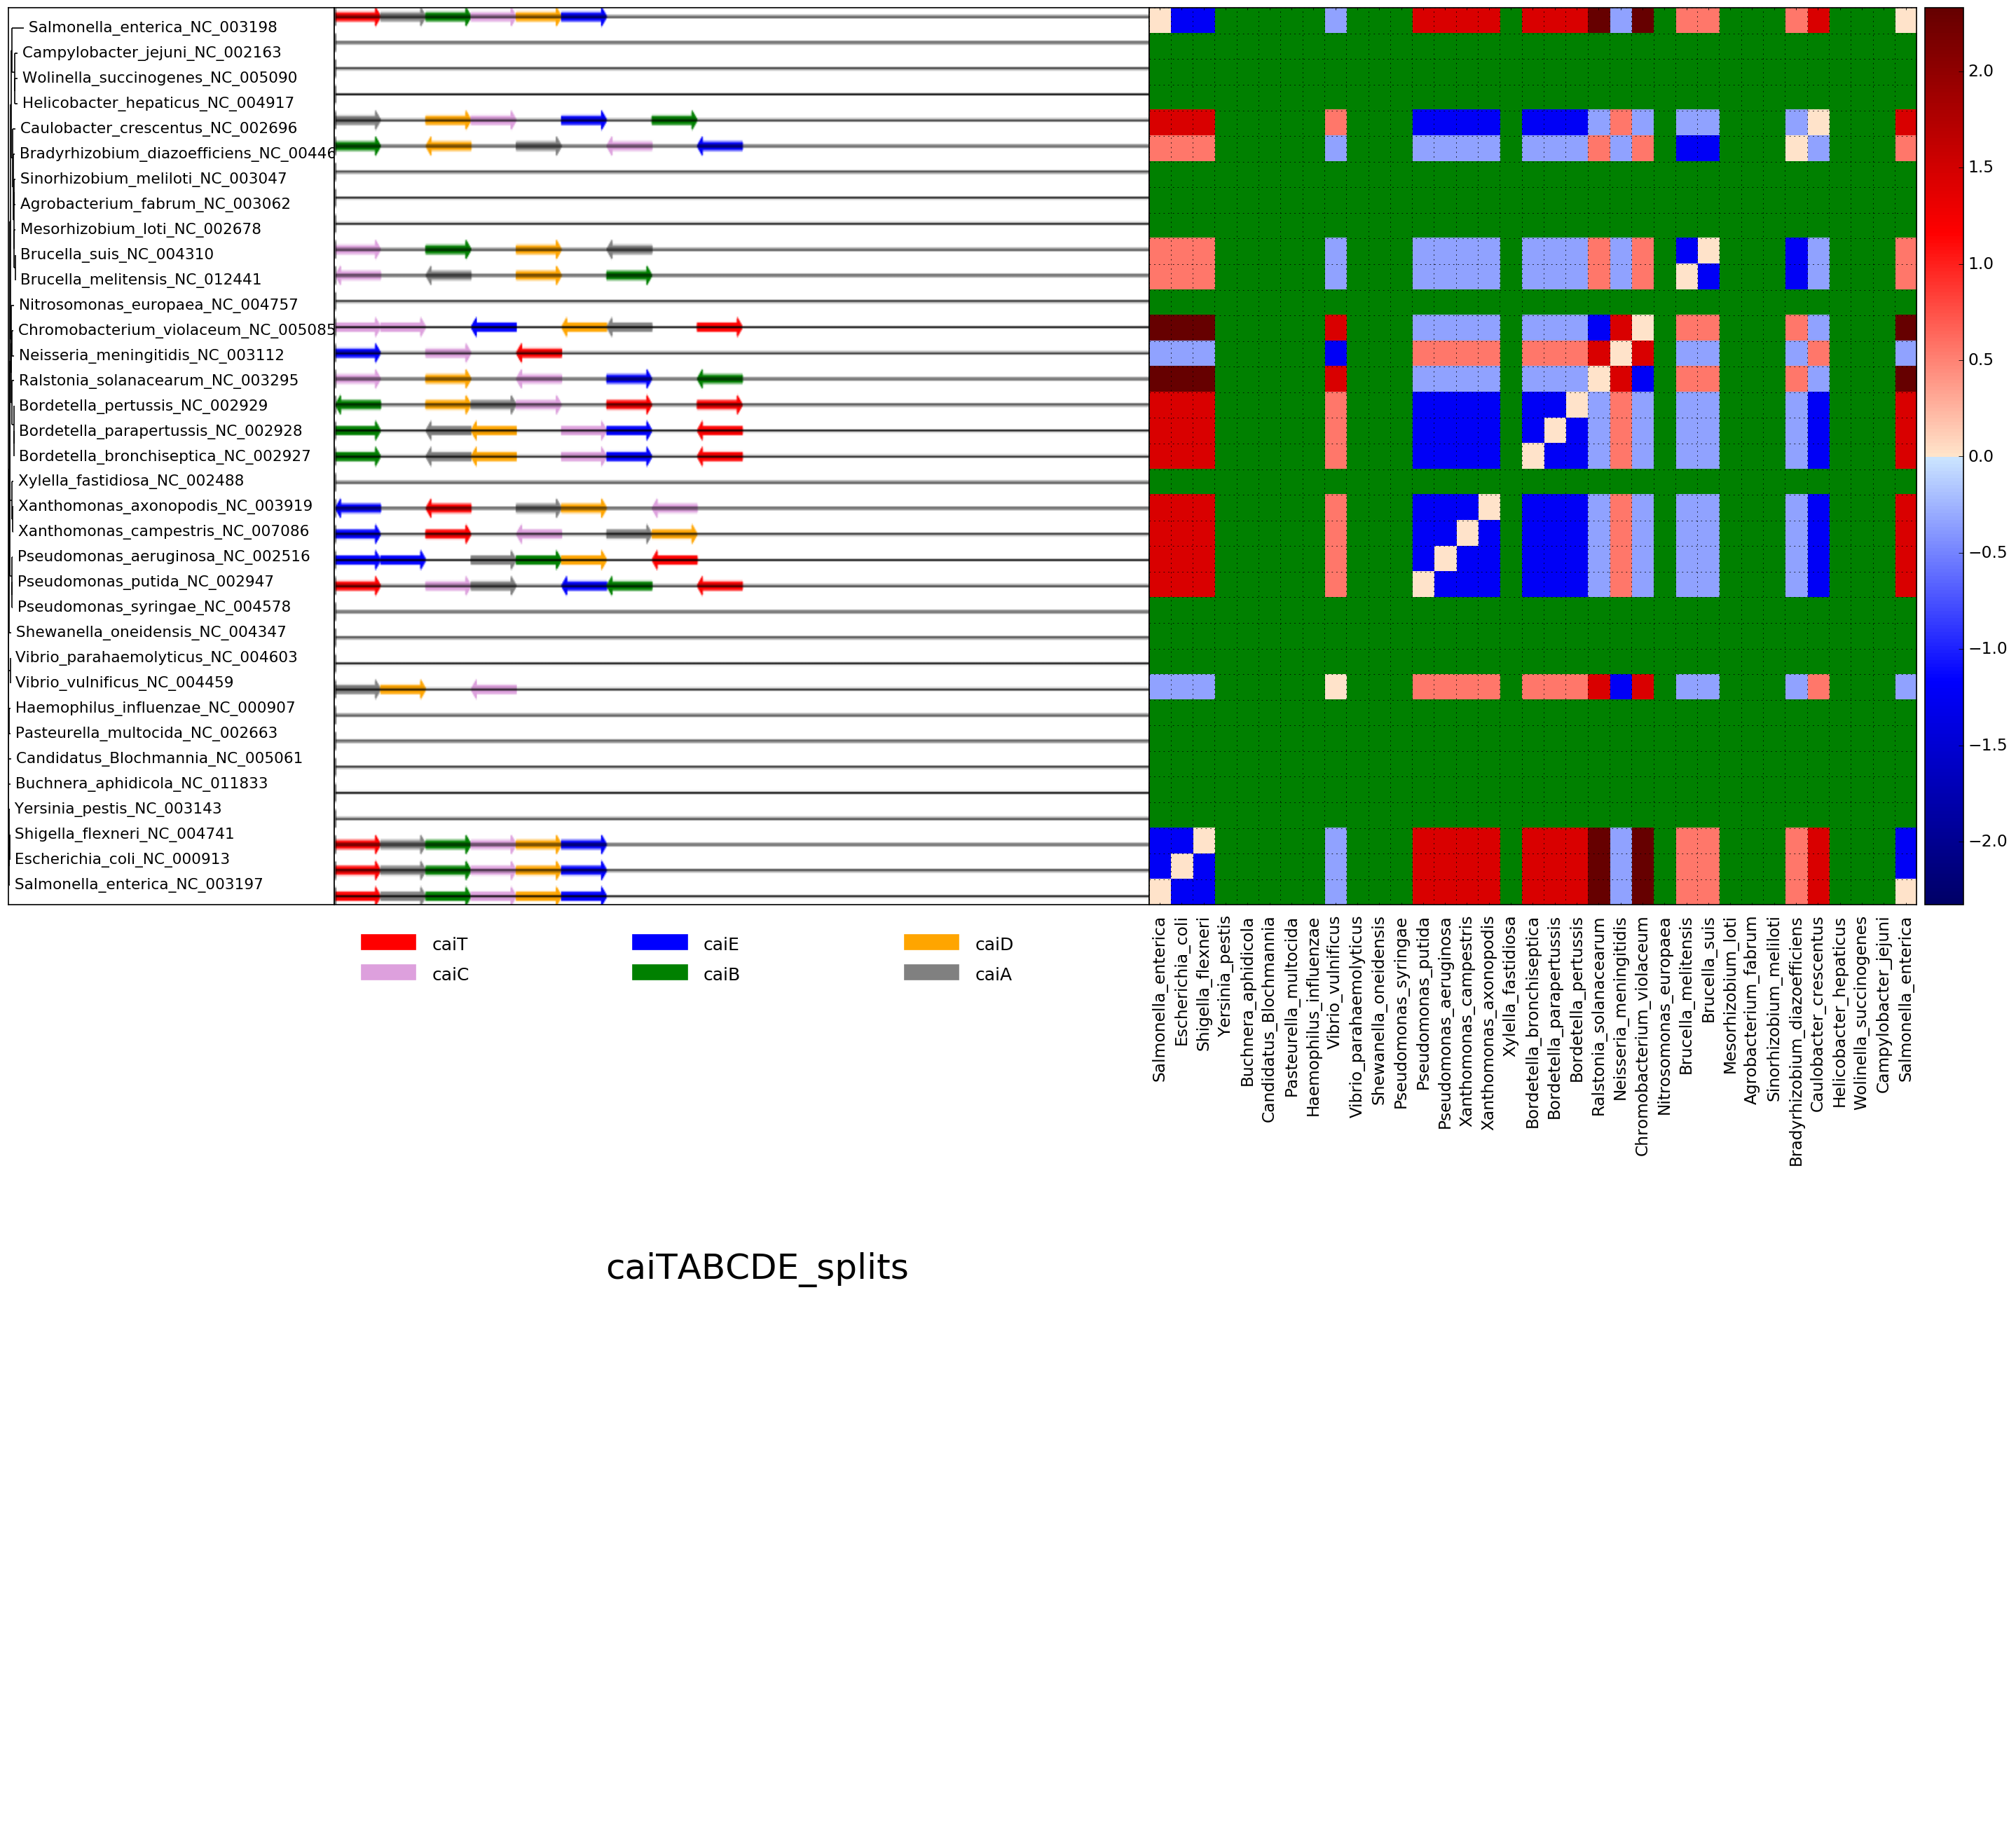 Salmonella_enterica_NC_003198
Campylobacter_jejuni_NC_002163
Wolinella_succinogenes_NC_005090
Helicobacter_hepaticus_NC_004917
Caulobacter_crescentus_NC_002696
Bradyrhizobium_diazoefficiens_NC_00446
Sinorhizobium_meliloti_NC_003047
Agrobacterium_fabrum_NC_003062
Mesorhizobium_loti_NC_002678
Brucella_suis_NC_004310
Brucella_melitensis_NC_012441
Nitrosomonas_europaea_NC_004757
Chromobacterium_violaceum_NC_005085
Neisseria_meningitidis_NC_003112
Ralstonia_solanacearum_NC_003295
Bordetella_pertussis_NC_002929
Bordetella_parapertussis_NC_002928
Bordetella_bronchiseptica_NC_002927
Xylella_fastidiosa_NC_002488
Xanthomonas_axonopodis_NC_003919
Xanthomonas_campestris_NC_007086
Pseudomonas_aeruginosa_NC_002516
Pseudomonas_putida_NC_002947
Pseudomonas_syringae_NC_004578
Shewanella_oneidensis_NC_004347
Vibrio_parahaemolyticus_NC_004603
Vibrio_vulnificus_NC_004459
Haemophilus_influenzae_NC_000907
Pasteurella_multocida_NC_002663
Candidatus_Blochmannia_NC_005061
Buchnera_aphidicola_NC_011833
Yersinia_pestis_NC_003143
Shigella_flexneri_NC_004741
Escherichia_coli_NC_000913
Salmonella_enterica_NC_003197
2.0
1.5
1.0
0.5
0.0
−0.5
−1.0
−1.5
−2.0
caiT
caiE
caiD
caiC
caiB
caiA
Salmonella_enterica
Escherichia_coli
Shigella_flexneri
Yersinia_pestis
Buchnera_aphidicola
Candidatus_Blochmannia
Pasteurella_multocida
Haemophilus_influenzae
Vibrio_vulnificus
Vibrio_parahaemolyticus
Shewanella_oneidensis
Pseudomonas_syringae
Pseudomonas_putida
Pseudomonas_aeruginosa
Xanthomonas_campestris
Xanthomonas_axonopodis
Xylella_fastidiosa
Bordetella_bronchiseptica
Bordetella_parapertussis
Bordetella_pertussis
Ralstonia_solanacearum
Neisseria_meningitidis
Chromobacterium_violaceum
Nitrosomonas_europaea
Brucella_melitensis
Brucella_suis
Mesorhizobium_loti
Agrobacterium_fabrum
Sinorhizobium_meliloti
Bradyrhizobium_diazoefficiens
Caulobacter_crescentus
Helicobacter_hepaticus
Wolinella_succinogenes
Campylobacter_jejuni
Salmonella_enterica
caiTABCDE_splits